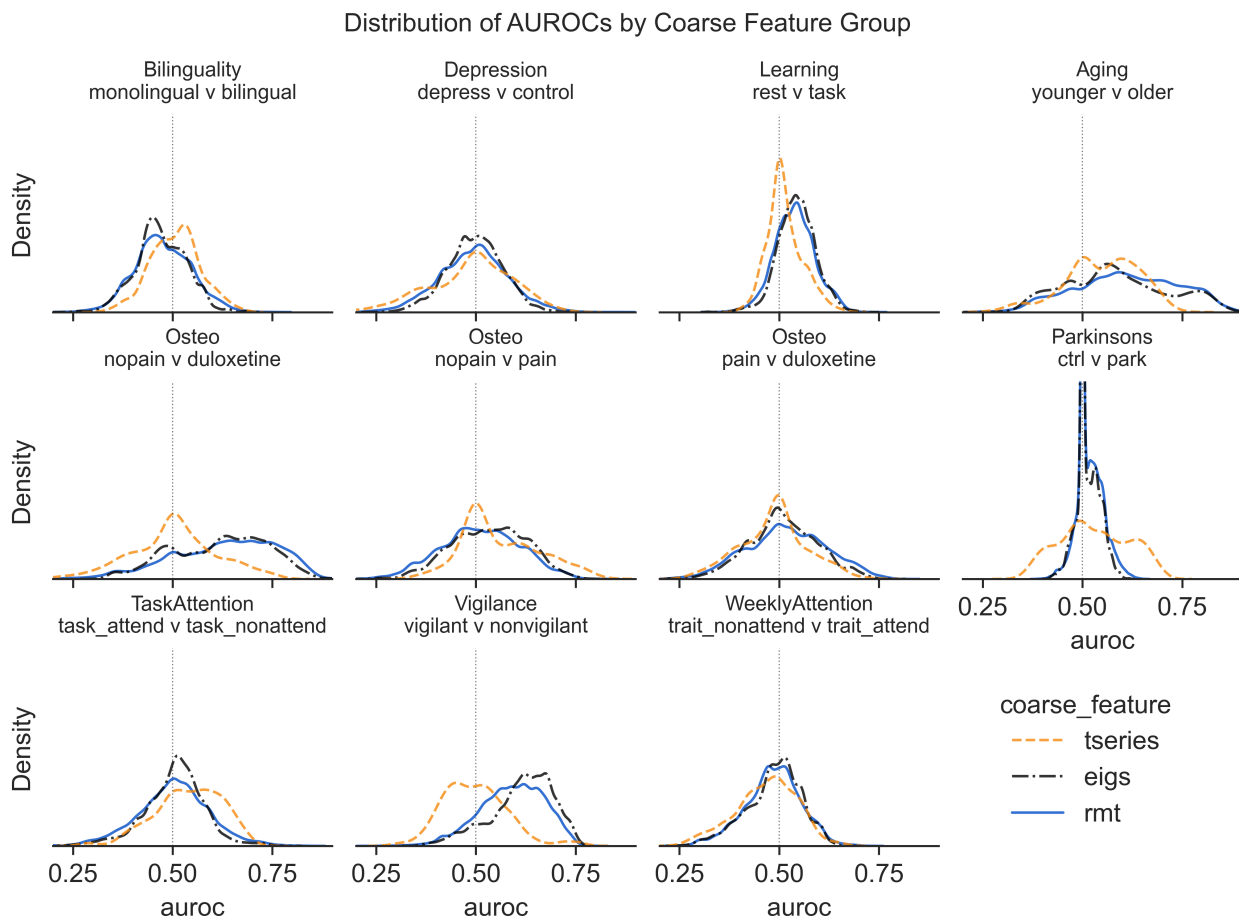 Distribution of AUROCs by Coarse Feature Group
Bilinguality
monolingual v bilingual
Depression
depress v control
Learning
rest v task
Aging
younger v older
Density
Osteo
nopain v duloxetine
Osteo
nopain v pain
Osteo
pain v duloxetine
Parkinsons
ctrl v park
Density
0.25 0.50 0.75
auroc
TaskAttention
task_attend v task_nonattend
Vigilance
vigilant v nonvigilant
WeeklyAttention
trait_nonattend v trait_attend
Density
0.25 0.50 0.75
auroc
0.25 0.50 0.75
auroc
0.25 0.50 0.75
auroc
coarse_feature
tseries
eigs
rmt